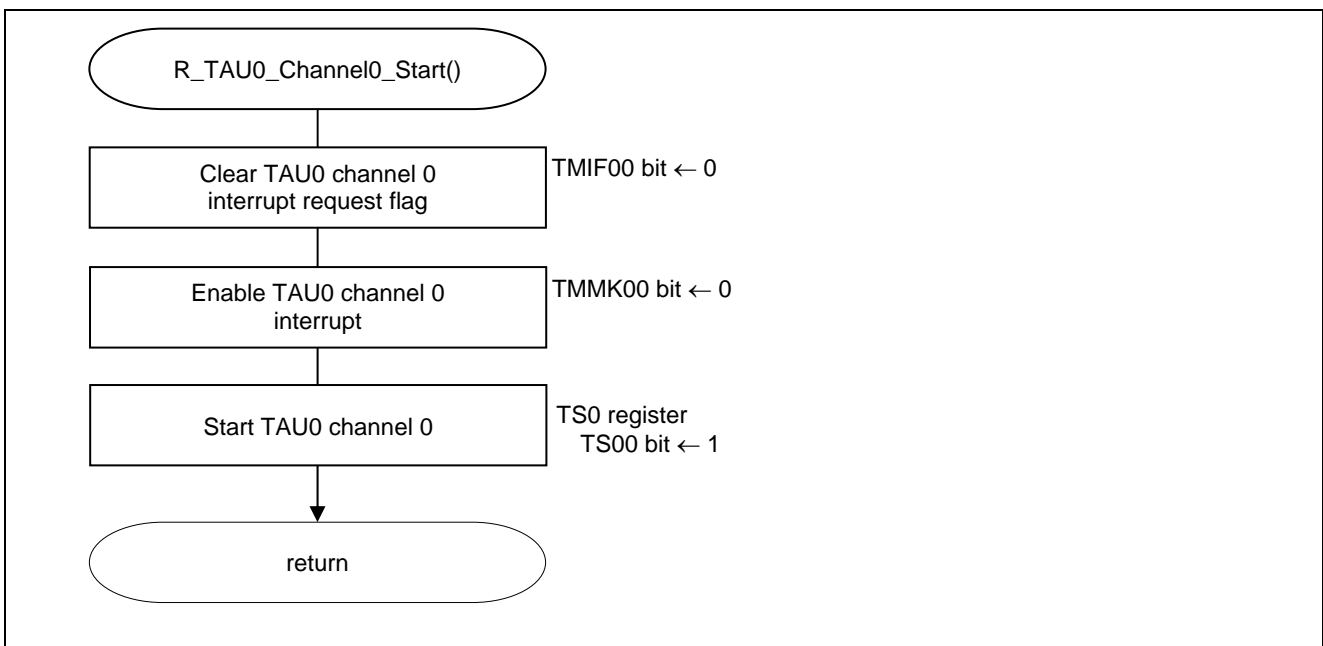 R_TAU0_Channel0_Start()
Clear TAU0 channel 0
interrupt request flag
TMIF00 bit ← 0
Enable TAU0 channel 0
interrupt
TMMK00 bit ← 0
Start TAU0 channel 0
TS0 register
TS00 bit ← 1
return